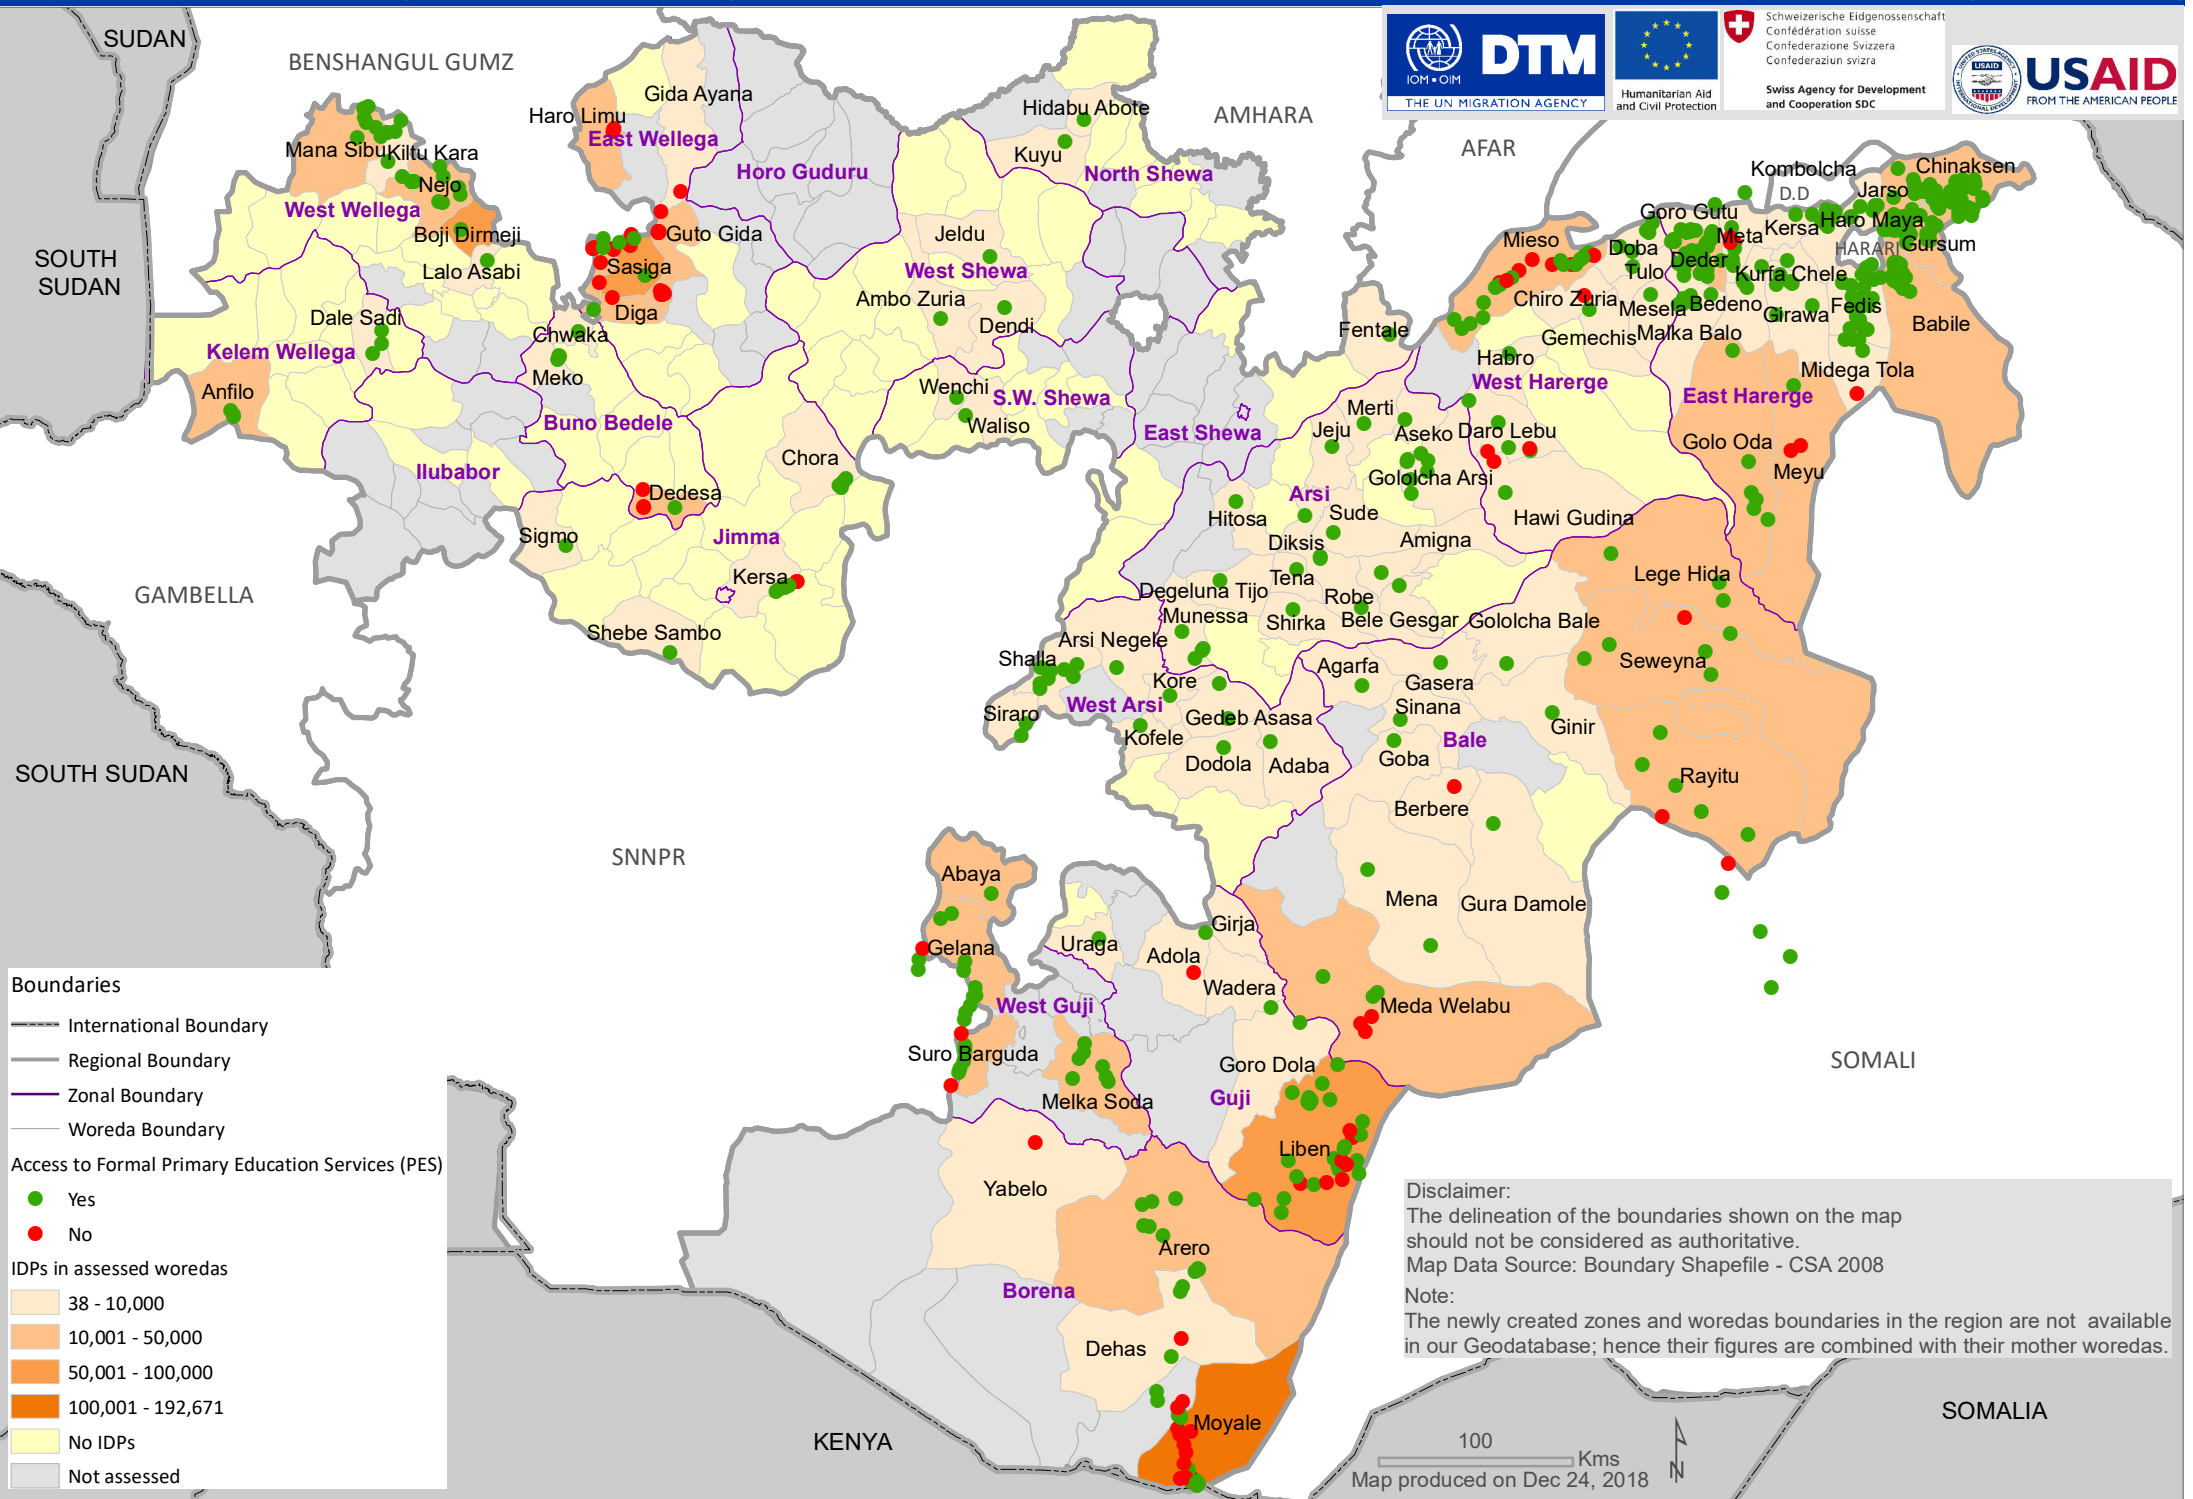 SUDAN
BENSHANGUL GUMZ
SOUTH
SUDAN
AMHARA
AFAR
IOM • OIM
DTM
THE UN MIGRATION AGENCY
Humanitarian Aid
and Civil Protection
Schweizerische Eidgenossenschaft
Confédération suisse
Confederazione Svizzera
Confederaziun svizra
Swiss Agency for Development
and Cooperation SDC
USAID
USAID
FROM THE AMERICAN PEOPLE
Gida Ayana
Haro Limu
East Wellega
Horo Guduru
Hidabu Abote
Kuyu
North Shewa
Mana Sibu
Kiltu Kara
Nejo
West Wellega
Boji Dirmeji
Lalo Asabi
Guto Gida
Sasiga
Diga
Jeldu
West Shewa
Ambo Zuria
Dendi
Dale Sadi
Kelem Wellega
Anfilo
Chwaka
Meko
Buno Bedele
Ilubabor
Wenchi
S.W. Shewa
Waliso
East Shewa
Chora
Dedesa
Sigmo
Jimma
Kersa
Shebe Sambo
GAMBELLA
SOUTH SUDAN
SNNPR
Kombolcha
D.D
Chinaksen
Jarso
Goro Gutu
Meta
Kersa
Haro Maya
HARARI
Gursum
Mieso
Doba
Deder
Tulo
Kurfa Chele
Chiro Zuria
Mesela
Bedeno
Girawa
Fedis
Babile
Gemechis
Malka Balo
Fentale
Habro
West Harerge
Midega Tola
East Harerge
Merti
Jeju
Aseko
Daro Lebu
Golo Oda
Meyu
Gololcha Arsi
Arsi
Hitosa
Sude
Hawi Gudina
Diksis
Amigna
Tena
Degeluna Tijo
Robe
Lege Hida
Munessa
Shirka
Bele Gesgar
Gololcha Bale
Arsi Negele
Shalla
Agarfa
Seweyna
Kore
Gasera
West Arsi
Siraro
Gedeb Asasa
Sinana
Ginir
Kofele
Bale
Dodola
Adaba
Goba
Rayitu
Berbere
Mena
Gura Damole
Abaya
Gelana
Uraga
Girja
Adola
Wadera
West Guji
Meda Welabu
Suro Barguda
Goro Dola
Melka Soda
Guji
SOMALI
Liben
Yabelo
Arero
Borena
Dehas
Moyale
KENYA
SOMALIA
Boundaries
International Boundary
Regional Boundary
Zonal Boundary
Woreda Boundary
Access to Formal Primary Education Services (PES)
Yes
No
IDPs in assessed woredas
38 - 10,000
10,001 - 50,000
50,001 - 100,000
100,001 - 192,671
No IDPs
Not assessed
Disclaimer:
The delineation of the boundaries shown on the map
should not be considered as authoritative.
Map Data Source: Boundary Shapefile - CSA 2008
Note:
The newly created zones and woredas boundaries in the region are not available
in our Geodatabase; hence their figures are combined with their mother woredas.
100
Kms
N
Map produced on Dec 24, 2018